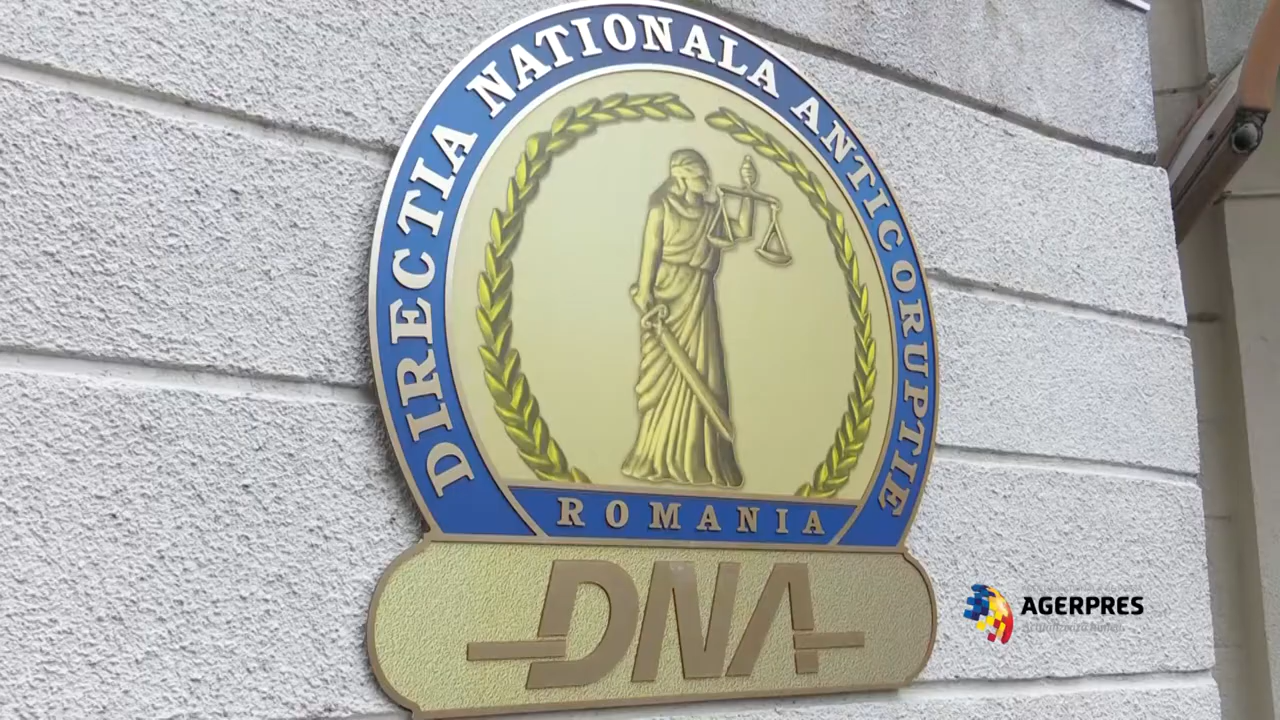 DIRECTIA NATIONALA ANTICORUPTIE
ROMANIA
DNA
AGERPRES